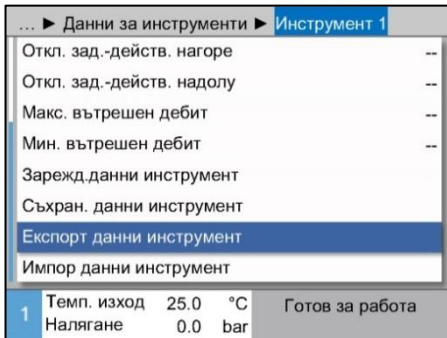 ... ► Данни за инструменти ► Инструмент 1
Откл. зад.-действ. нагоре --
Откл. зад.-действ. надолу --
Макс. вътрешен дебит --
Мин. вътрешен дебит --
Зарежд.данни инструмент
Съхран. данни инструмент
Експорт данни инструмент
Импор данни инструмент
1 Темп. изход 25.0 °C Готов за работа
Налягане 0.0 bar